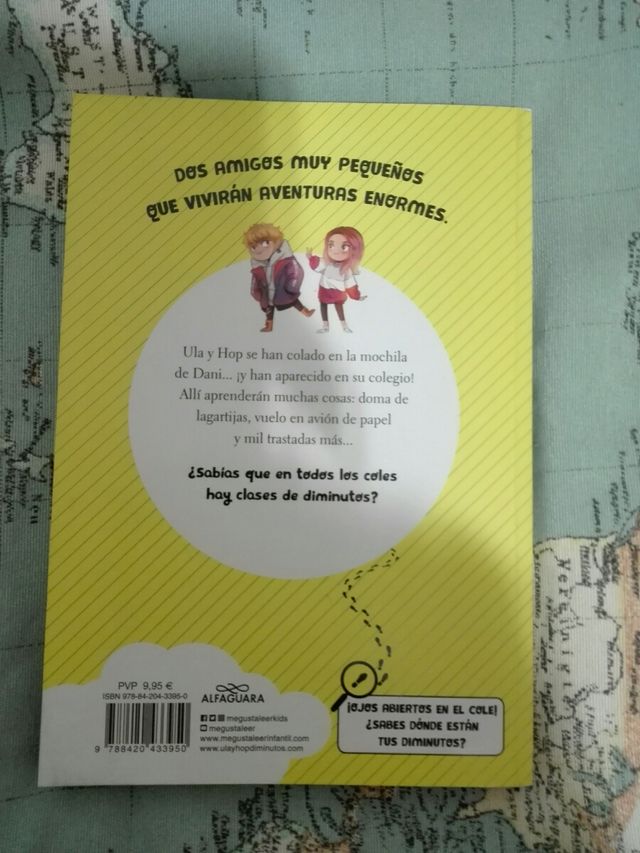 DOS AMIGOS MUY PEQUEÑOS
QUE VIVIRÁN AVENTURAS ENORMES.
Ula y Hop se han colado en la mochila
de Dani... ¡y han aparecido en su colegio!
Allí aprenderán muchas cosas: doma de
lagartijas, vuelo en avión de papel
y mil trastadas más...
¿Sabías que en todos los coles
hay clases de diminutos?
PVP 9,95 €
ISBN 978-84-204-3395-0
9 788420 433950
ALFAGUARA
megustaleerkids
megustaleer
www.megustaleerinfantil.com
www.ulayhopdiminutos.com
¡OJOS ABIERTOS EN EL COLE!
¿SABES DÓNDE ESTÁN
TUS DIMINUTOS?